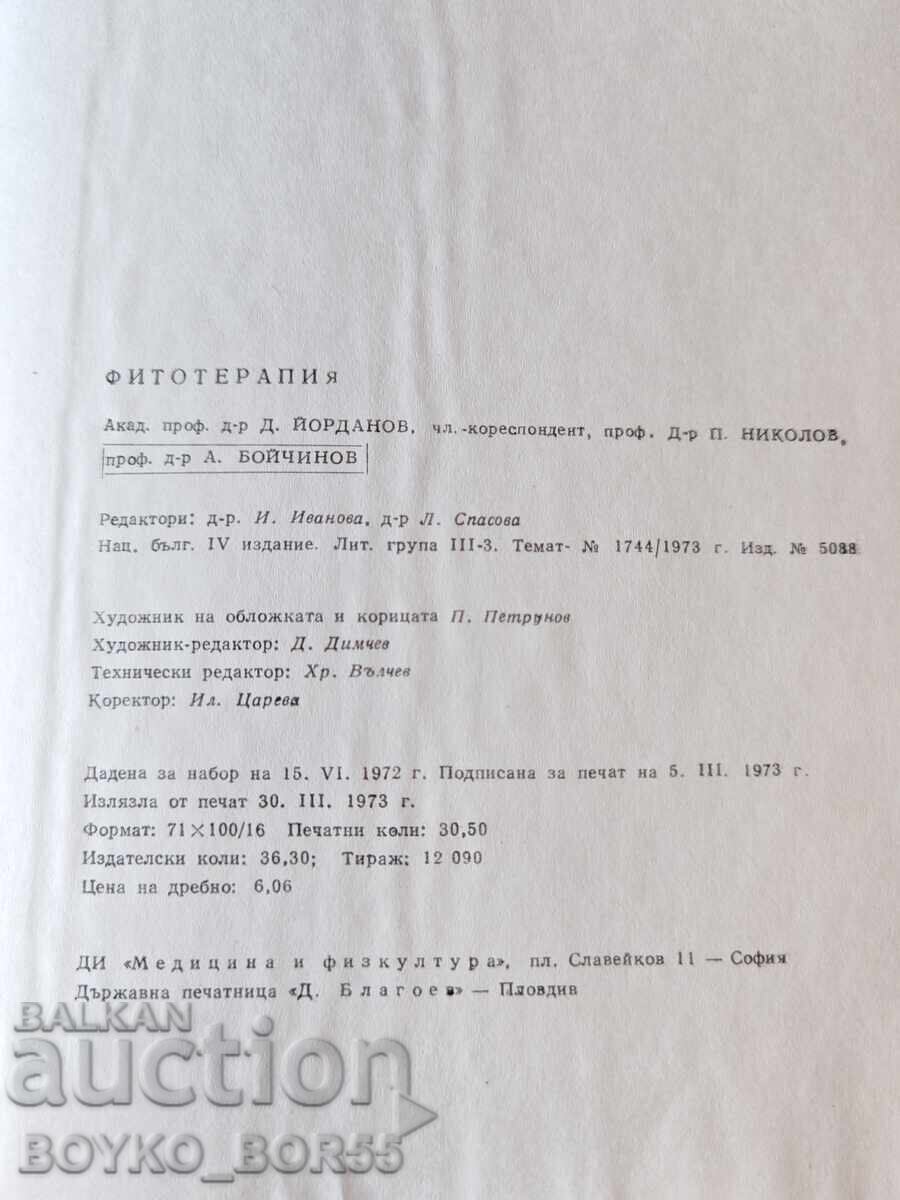 ФИТОТЕРАПИЯ
Акад. проф. д-р Д. ЙОРДАНОВ, чл.-кореспондент, проф. Д-р П. НИКОЛОВ,
проф. д-р А. БОЙЧИНОВ
Редактори: д-р. И. Иванова, д-р Л. Спасова
Нац. бълг. IV издание. Лит. група III-3. Темат- № 1744/1973 г. Изд. № 5088
Художник на обложката и корицата П. Петрунов
Художник-редактор: Д. Димчев
Технически редактор: Хр. Вълчев
Коректор: Ил. Царева
Дадена за набор на 15. VI. 1972 г. Подписана за печат на 5. III. 1973 г.
Излязла от печат 30. III. 1973 г.
Формат: 71×100/16 Печатни коли: 30,50
Издателски коли: 36,30; Тираж: 12 090
Цена на дребно: 6,06
ДИ «Медицина и физкултура», пл. Славейков 11 — София
Държавна печатница «Д. Благоев» — Пловдив
BALKAN
auction
BOYKO_BOR55